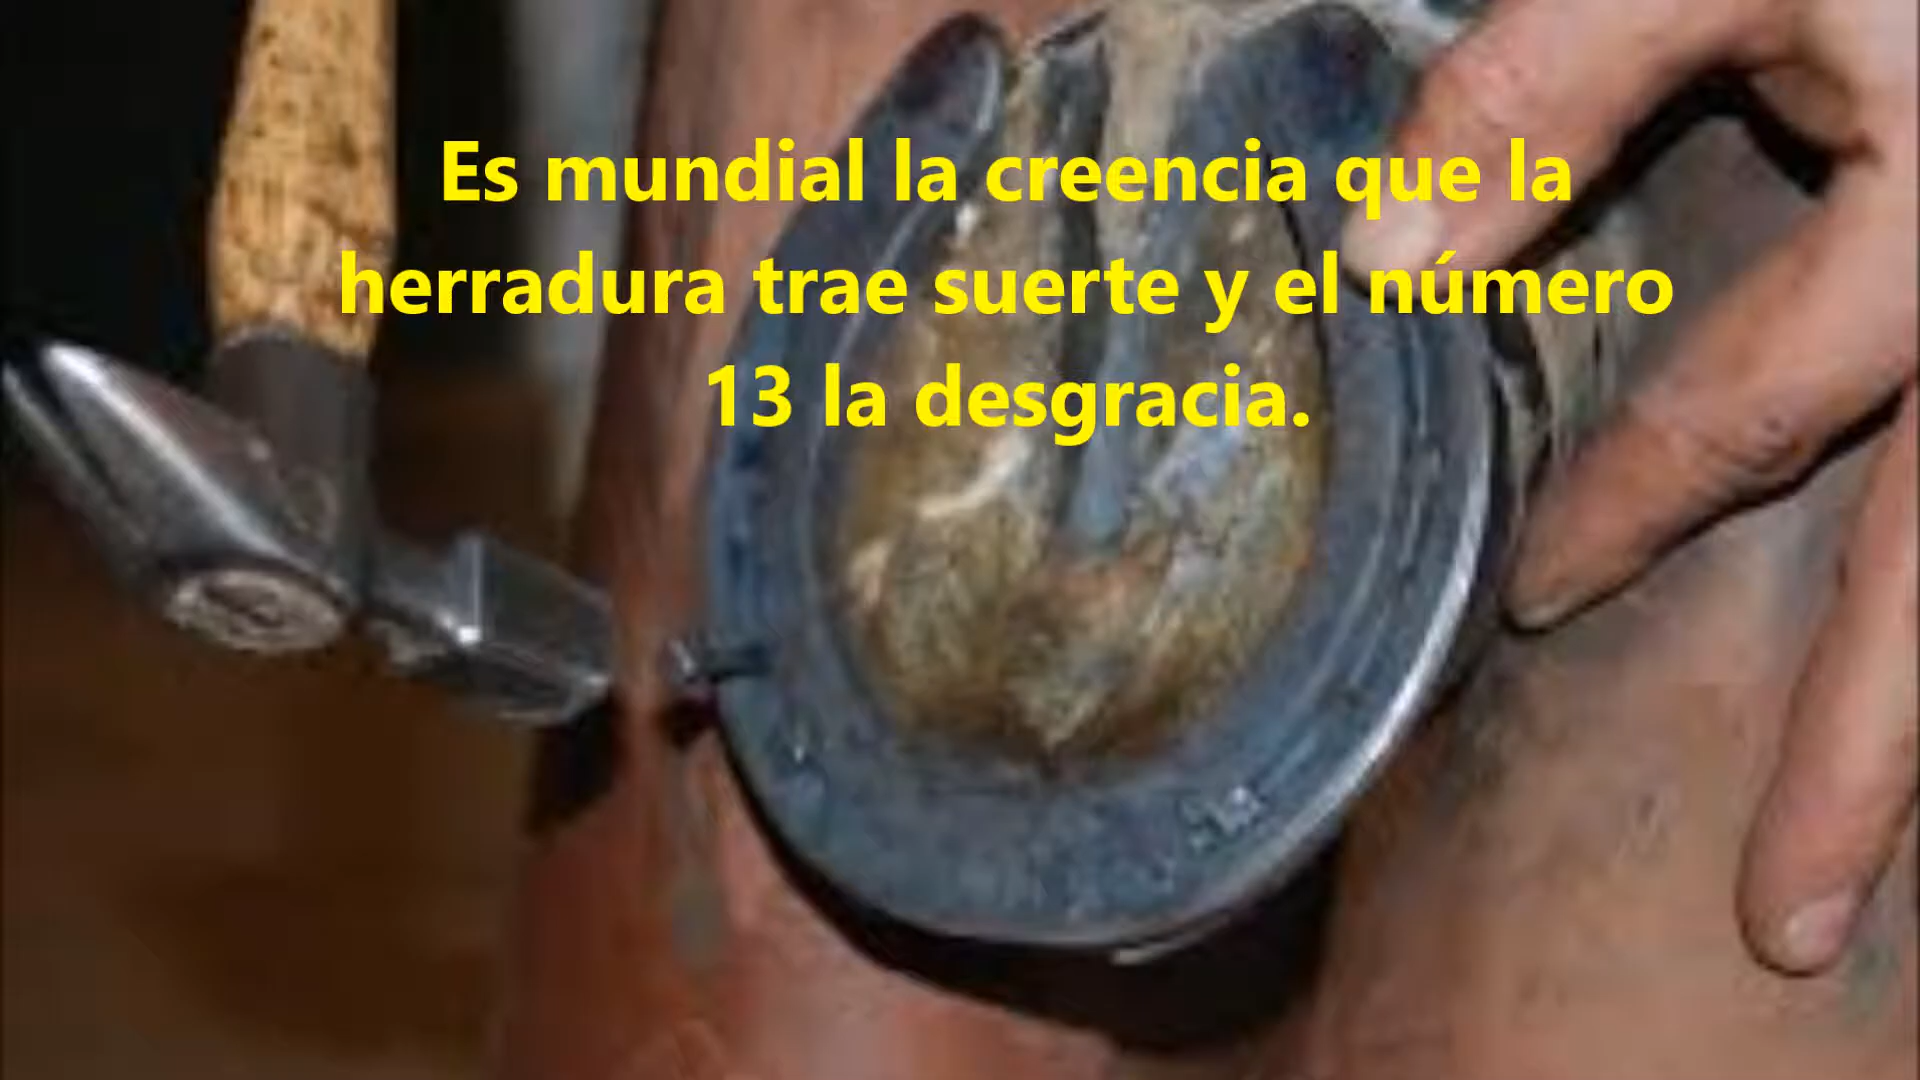 Es mundial la creencia que la
herradura trae suerte y el número
13 la desgracia.